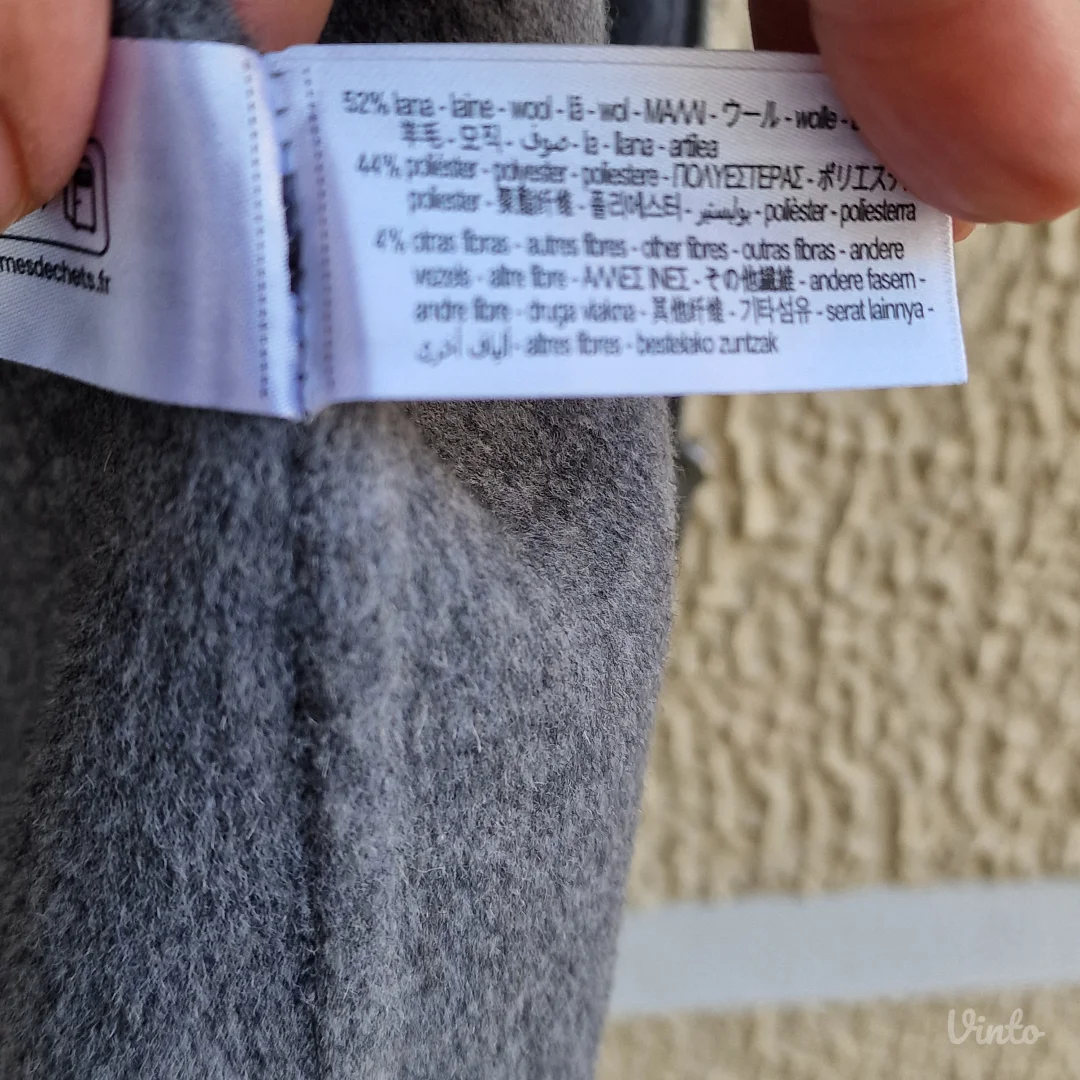 52% lana - laine - wool - lã - wol - ΜΑΛΛΙ - ウール - wolle -
羊毛 - 모직 - صوف - la - llana - artilea
44% poliéster - polyester - poliestere - ΠΟΛΥΕΣΤΕΡΑΣ - ポリエステ
poliester - 聚酯纤维 - 폴리에스터 - بوليستر - polièster - poliesterra
4% otras fibras - autres fibres - other fibres - outras fibras - andere
vezels - altre fibre - ΑΛΛΕΣ ΙΝΕΣ - その他繊維 - andere fasern -
andre fibre - druga vlakna - 其他纤维 - 기타섬유 - serat lainnya -
ألياف أخرى - altres fibres - bestelako zuntzak
mesdechets.fr
Vinto